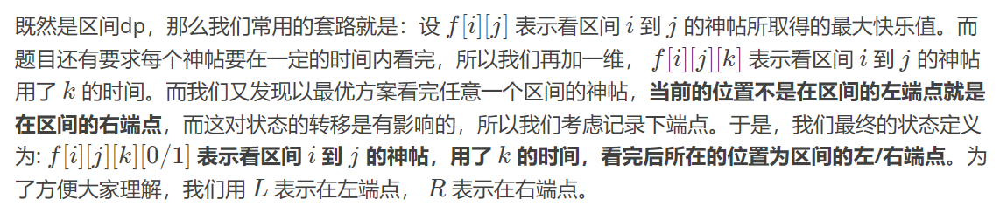 既然是区间dp，那么我们常用的套路就是：设 f[i][j] 表示看区间 i 到 j 的神帖所取得的最大快乐值。而
题目还有要求每个神帖要在一定的时间内看完，所以我们再加一维， f[i][j][k] 表示看区间 i 到 j 的神帖
用了 k 的时间。而我们又发现以最优方案看完任意一个区间的神帖，当前的位置不是在区间的左端点就是
在区间的右端点，而这对状态的转移是有影响的，所以我们考虑记录下端点。于是，我们最终的状态定义
为: f[i][j][k][0/1] 表示看区间 i 到 j 的神帖，用了 k 的时间，看完后所在的位置为区间的左/右端点。为
了方便大家理解，我们用 L 表示在左端点， R 表示在右端点。